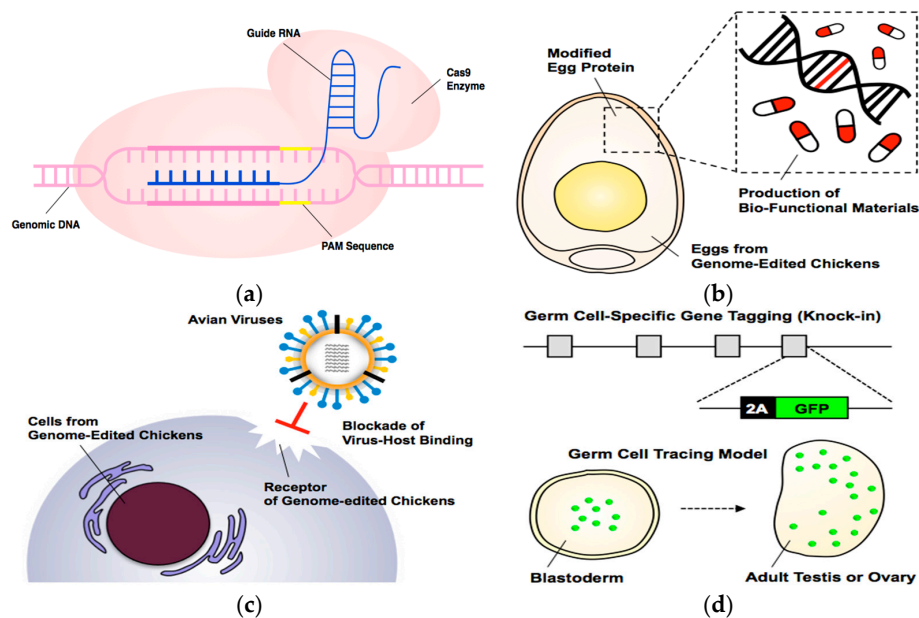 Guide RNA
Cas9
Enzyme
Genomic DNA
PAM Sequence
(a)
Modified
Egg Protein
Production of
Bio-Functional Materials
Eggs from
Genome-Edited Chickens
(b)
Avian Viruses
Cells from
Genome-Edited Chickens
Blockade of
Virus-Host Binding
Receptor
of Genome-edited Chickens
(c)
Germ Cell-Specific Gene Tagging (Knock-in)
2A GFP
Germ Cell Tracing Model
Blastoderm
Adult Testis or Ovary
(d)